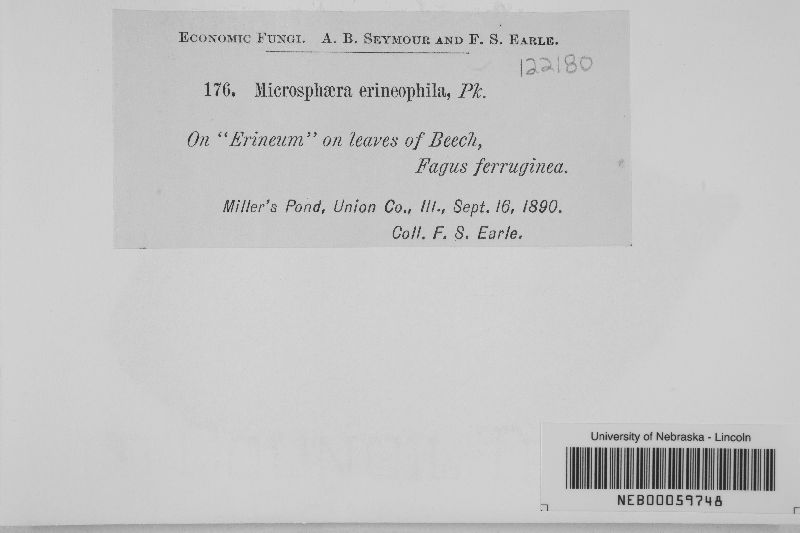 Economic Fungi. A. B. Seymour and F. S. Earle.
122180
176. Microsphæra erineophila, Pk.
On "Erineum" on leaves of Beech,
Fagus ferruginea.
Miller's Pond, Union Co., Ill., Sept. 16, 1890.
Coll. F. S. Earle.
University of Nebraska - Lincoln
NEB00059748